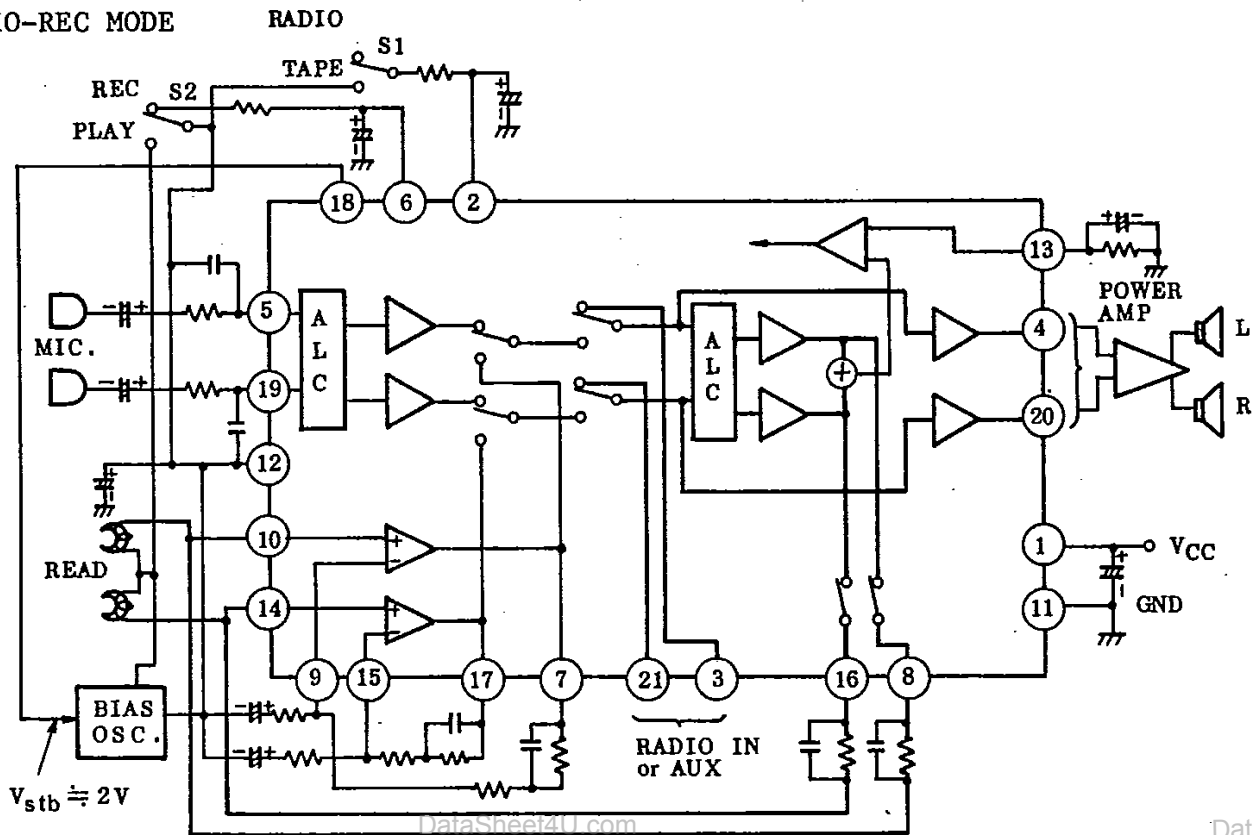 IO-REC MODE
RADIO
S1
TAPE
REC
S2
PLAY
+
-
+
-
18
6
2
13
+ -
5
A
L
C
MIC.
- +
19
- +
12
+
-
A
L
C
+
4
POWER
AMP
L
R
20
10
+
-
READ
14
+
-
1
VCC
+
-
11
GND
9
15
17
7
21
3
16
8
BIAS
OSC.
- +
- +
RADIO IN
or AUX
Vstb ≒ 2V
DataSheet4U.com
Dat